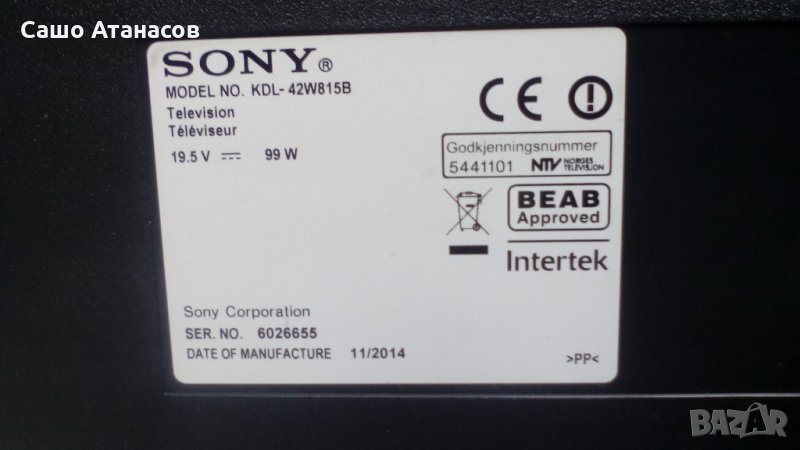 Сашо Атанасов
SONY®
MODEL NO. KDL-42W815B
Television
Téléviseur
19.5 V 99 W
Godkjenningsnummer
5441101 NTV NORGES TELEVISJON
BEAB
Approved
Intertek
Sony Corporation
SER. NO. 6026655
DATE OF MANUFACTURE 11/2014
>PP<
BAZAR